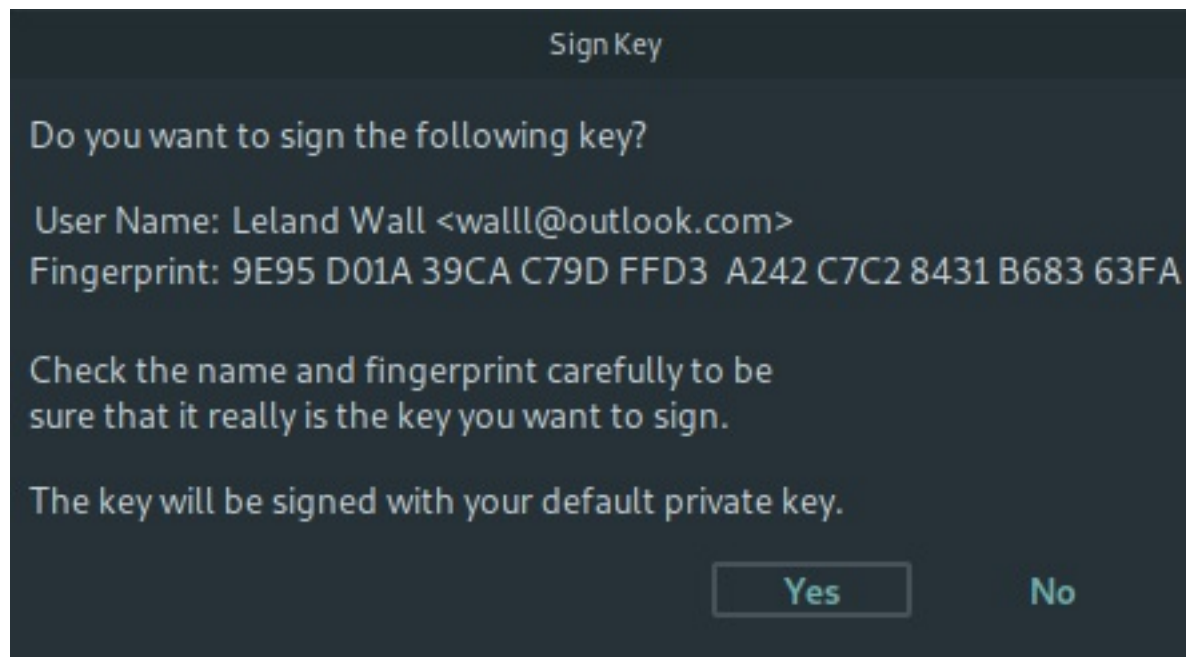 Sign Key
Do you want to sign the following key?
User Name: Leland Wall <walll@outlook.com>
Fingerprint: 9E95 D01A 39CA C79D FFD3  A242 C7C2 8431 B683 63FA
Check the name and fingerprint carefully to be
sure that it really is the key you want to sign.
The key will be signed with your default private key.
Yes No